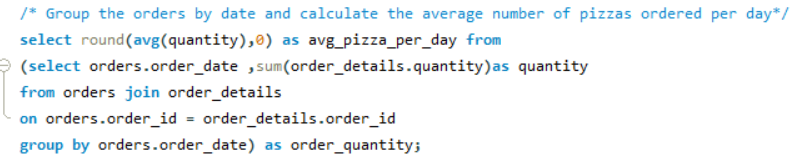 /* Group the orders by date and calculate the average number of pizzas ordered per day*/
select round(avg(quantity),0) as avg_pizza_per_day from
(select orders.order_date ,sum(order_details.quantity)as quantity
from orders join order_details
on orders.order_id = order_details.order_id
group by orders.order_date) as order_quantity;